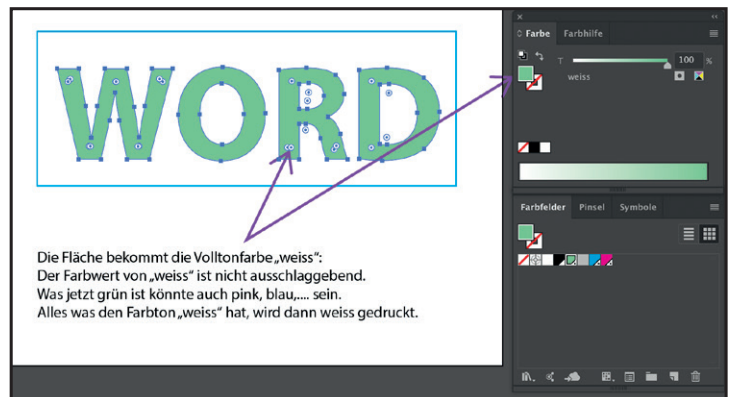 WORD
Die Fläche bekommt die Volltonfarbe „weiss“:
Der Farbwert von „weiss“ ist nicht ausschlaggebend.
Was jetzt grün ist könnte auch pink, blau,.... sein.
Alles was den Farbton „weiss“ hat, wird dann weiss gedruckt.
Farbe Farbhilfe
T 100 %
weiss
Farbfelder Pinsel Symbole